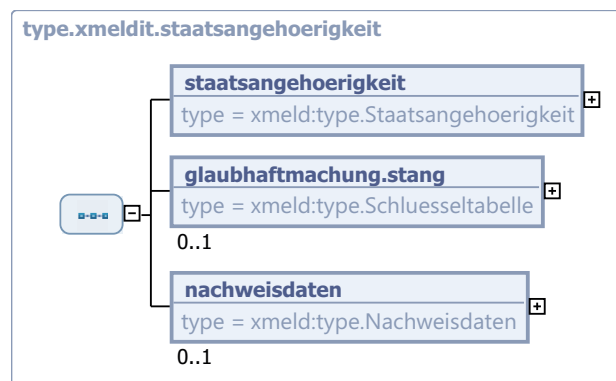 type.xmeldit.staatsangehoerigkeit
staatsangehoerigkeit
type = xmeld:type.Staatsangehoerigkeit
glaubhaftmachung.stang
type = xmeld:type.Schluesseltabelle
0..1
nachweisdaten
type = xmeld:type.Nachweisdaten
0..1